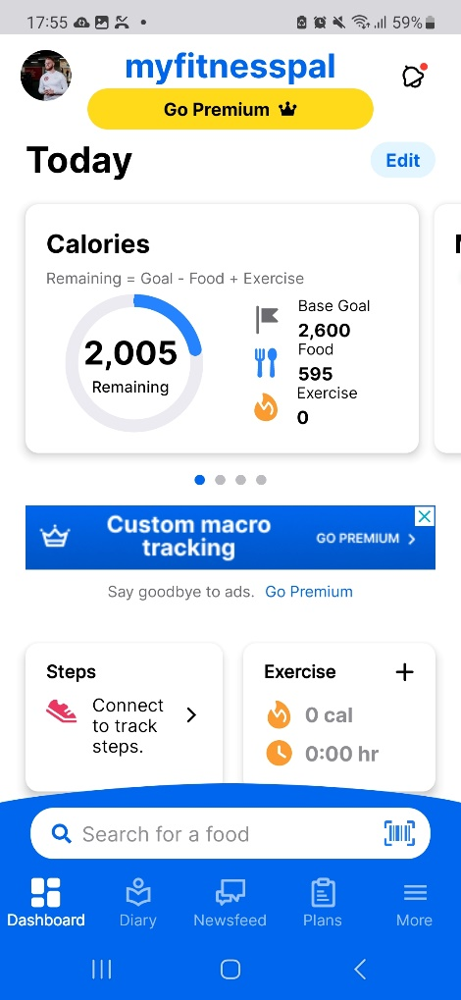 17:55
59%
myfitnesspal
Go Premium
Today
Edit
Calories
Remaining = Goal - Food + Exercise
2,005
Remaining
Base Goal
2,600
Food
595
Exercise
0
Custom macro
tracking
GO PREMIUM
Say goodbye to ads. Go Premium
Steps
Connect
to track
steps.
Exercise
0 cal
0:00 hr
Search for a food
Dashboard
Diary
Newsfeed
Plans
More